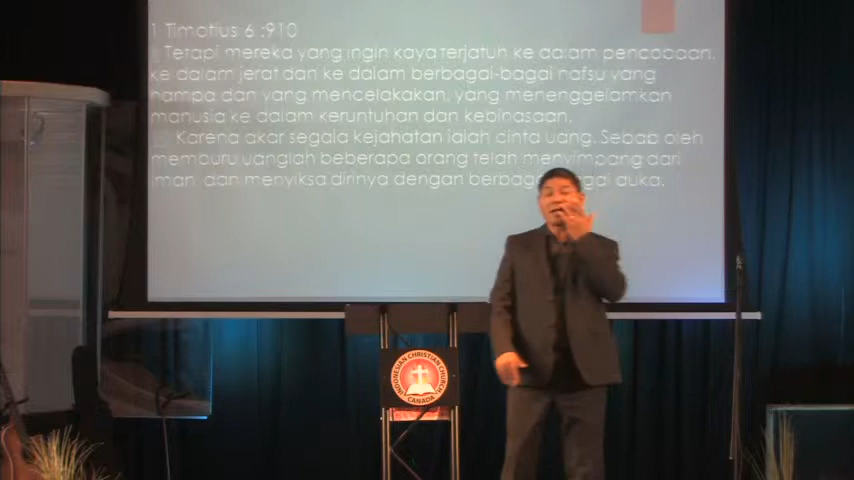 1 Timotius 6 :910
Tetapi mereka yang ingin kaya terjatuh ke dalam pencobaan,
ke dalam jerat dan ke dalam berbagai-bagai nafsu yang
hampa dan yang mencelakakan, yang menenggelamkan
manusia ke dalam keruntuhan dan kebinasaan.
Karena akar segala kejahatan ialah cinta uang. Sebab oleh
memburu uanglah beberapa orang telah menyimpang dari
iman dan menyiksa dirinya dengan duka.
INDONESIAN CHRISTIAN CHURCH
CANADA